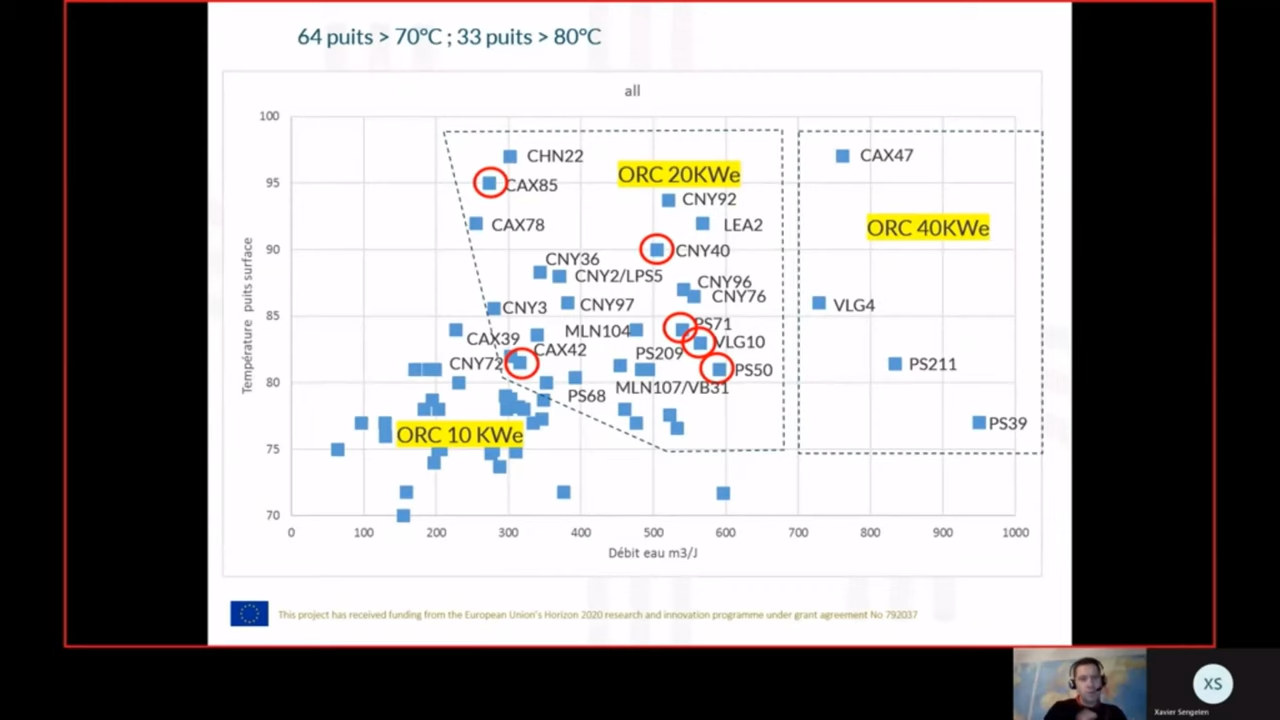 64 puits > 70°C ; 33 puits > 80°C
all
100
95
90
85
80
75
70
Température puits surface
CHN22
CAX85
CAX78
ORC 20KWe
CNY92
LEA2
CNY40
CNY36
CNY2/LPS5
CNY96
CNY76
CNY3
CNY97
PS71
MLN104
VLG10
CAX39
CAX42
PS209
CNY72
PS50
PS68
MLN107/VB31
ORC 10 KWe
CAX47
ORC 40KWe
VLG4
PS211
PS39
0 100 200 300 400 500 600 700 800 900 1000
Débit eau m3/J
This project has received funding from the European Union's Horizon 2020 research and innovation programme under grant agreement No 792037
XS
Xavier Sengelen